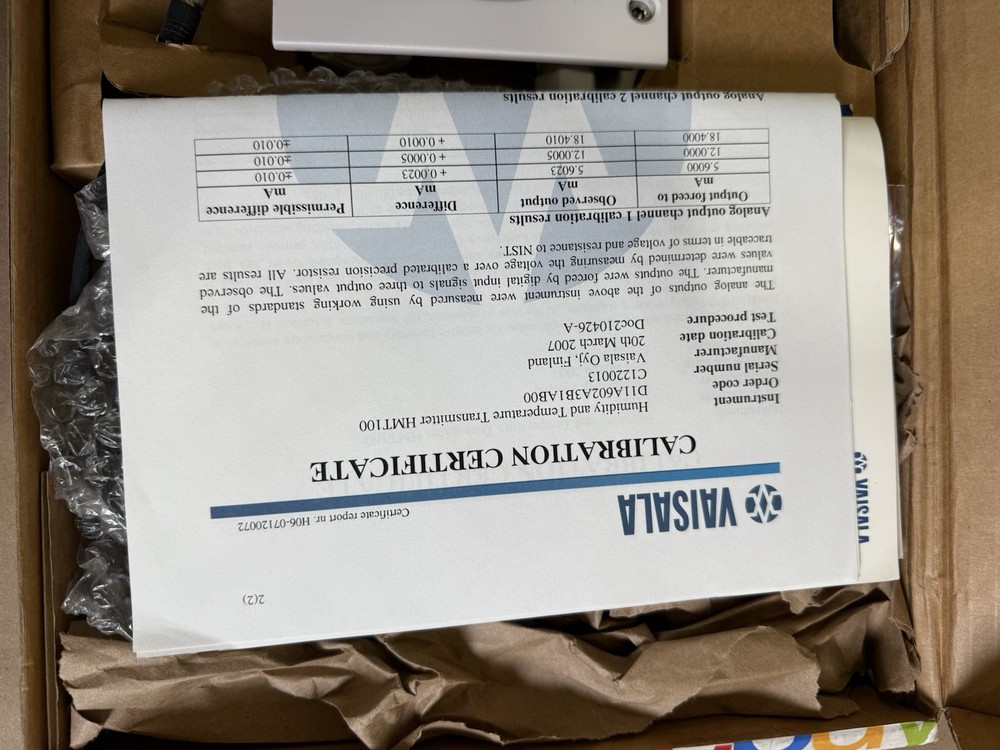 2(2)
VAISALA
Certificate report nr. H06-07120072
CALIBRATION CERTIFICATE
Instrument Humidity and Temperature Transmitter HMT100
Order code D11A602A3B1AB00
Serial number C1220013
Manufacturer Vaisala Oyj, Finland
Calibration date 20th March 2007
Test procedure Doc210426-A
The analog outputs of the above instrument were measured by using working standards of the
manufacturer. The outputs were forced by digital input signals to three output values. The observed
values were determined by measuring the voltage over a calibrated precision resistor. All results are
traceable in terms of voltage and resistance to NIST.
Analog output channel 1 calibration results
Output forced to Observed output Difference Permissible difference
mA mA mA mA
5.6000 5.6023 + 0.0023 ±0.010
12.0000 12.0005 + 0.0005 ±0.010
18.4000 18.4010 + 0.0010 ±0.010
Analog output channel 2 calibration results
VAISALA